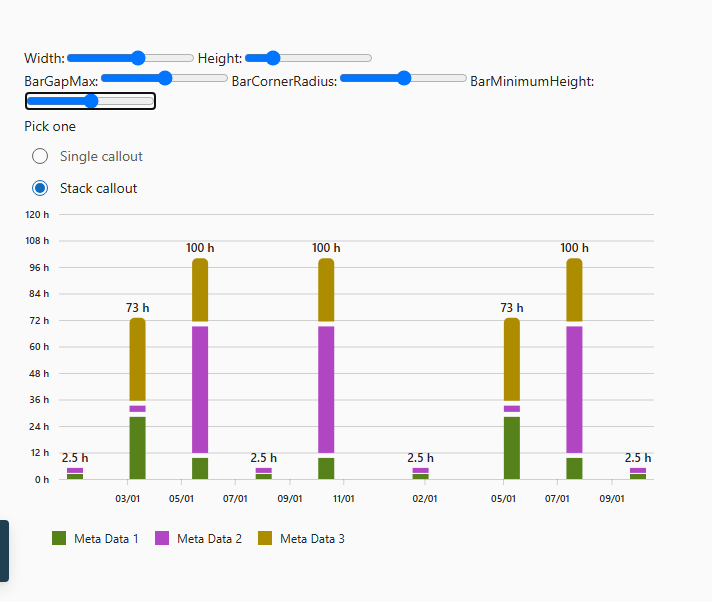 Width: Height:
BarGapMax: BarCornerRadius: BarMinimumHeight:
Pick one
Single callout
Stack callout
120 h
108 h
96 h
84 h
72 h
60 h
48 h
36 h
24 h
12 h
0 h
2.5 h
73 h
100 h
2.5 h
100 h
2.5 h
73 h
100 h
2.5 h
03/01 05/01 07/01 09/01 11/01 02/01 05/01 07/01 09/01
Meta Data 1 Meta Data 2 Meta Data 3